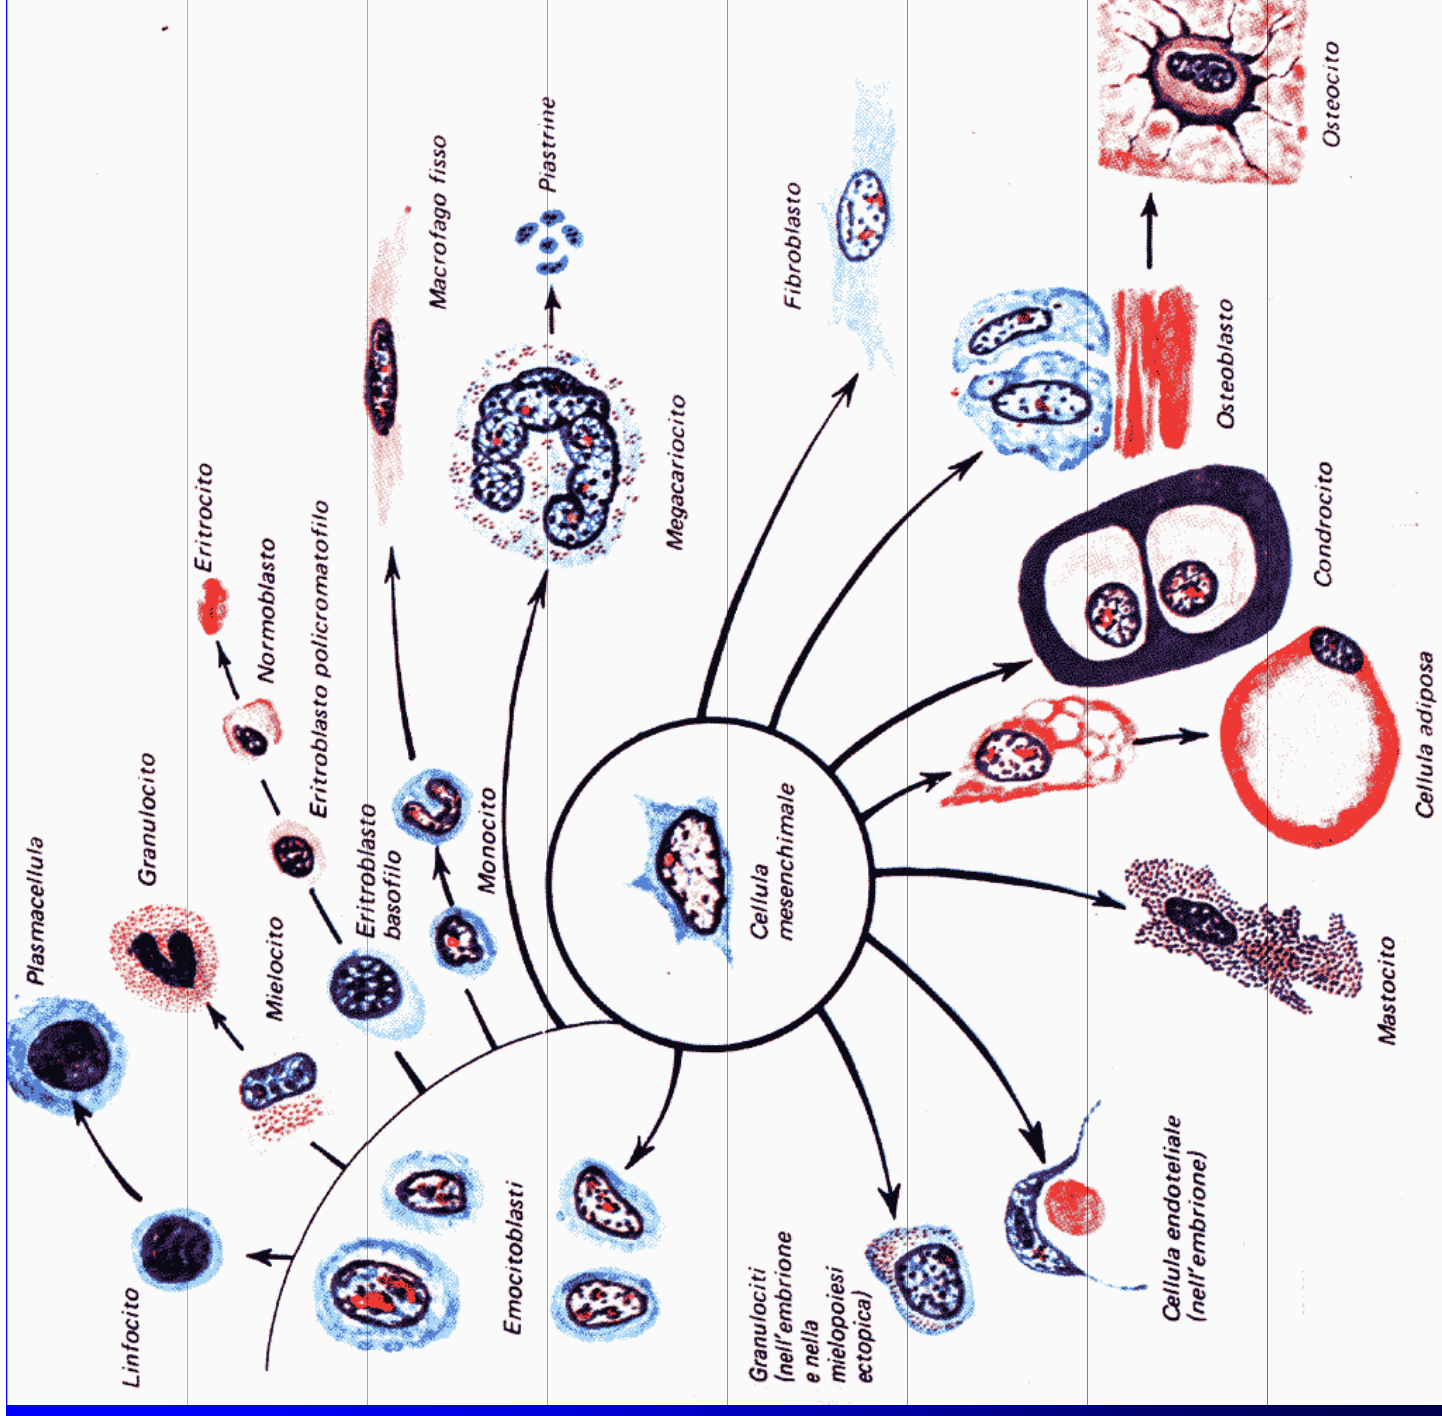 Linfocito
Plasmacellula
Granulocito
Mielocito
Eritrocito
Normoblasto
Eritroblasto policromatofilo
Eritroblasto
basofilo
Macrofago fisso
Monocito
Piastrine
Megacariocito
Emocitoblasti
Cellula
mesenchimale
Fibroblasto
Osteoblasto
Osteocito
Condrocito
Cellula adiposa
Mastocito
Cellula endoteliale
(nell'embrione)
Granulociti
(nell'embrione
e nella
mielopoiesi
ectopica)